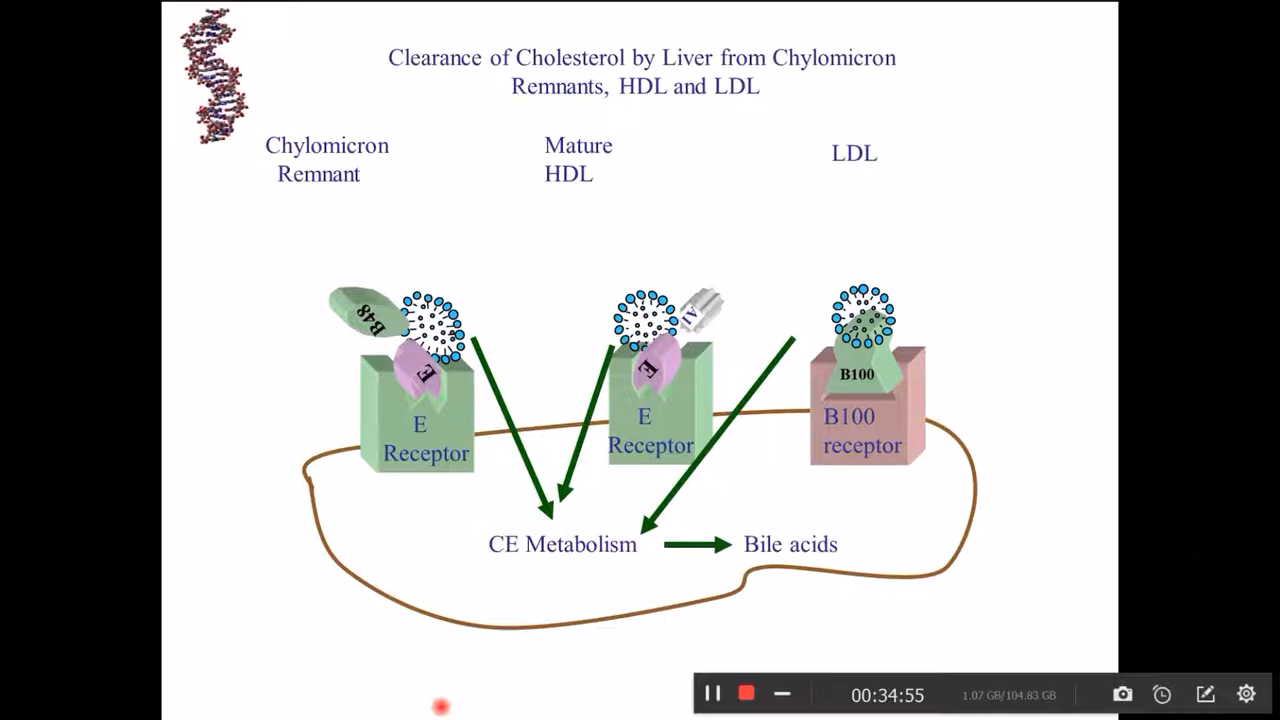 Clearance of Cholesterol by Liver from Chylomicron
Remnants, HDL and LDL
Chylomicron
Remnant
Mature
HDL
LDL
B48
E
E
Receptor
IV
E
E
Receptor
B100
B100
receptor
CE Metabolism
Bile acids
00:34:55
1.07 GB/104.83 GB